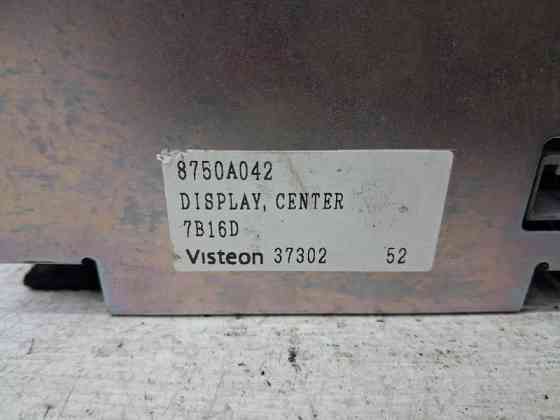 8750A042
DISPLAY, CENTER
7B16D
Visteon 37302 52